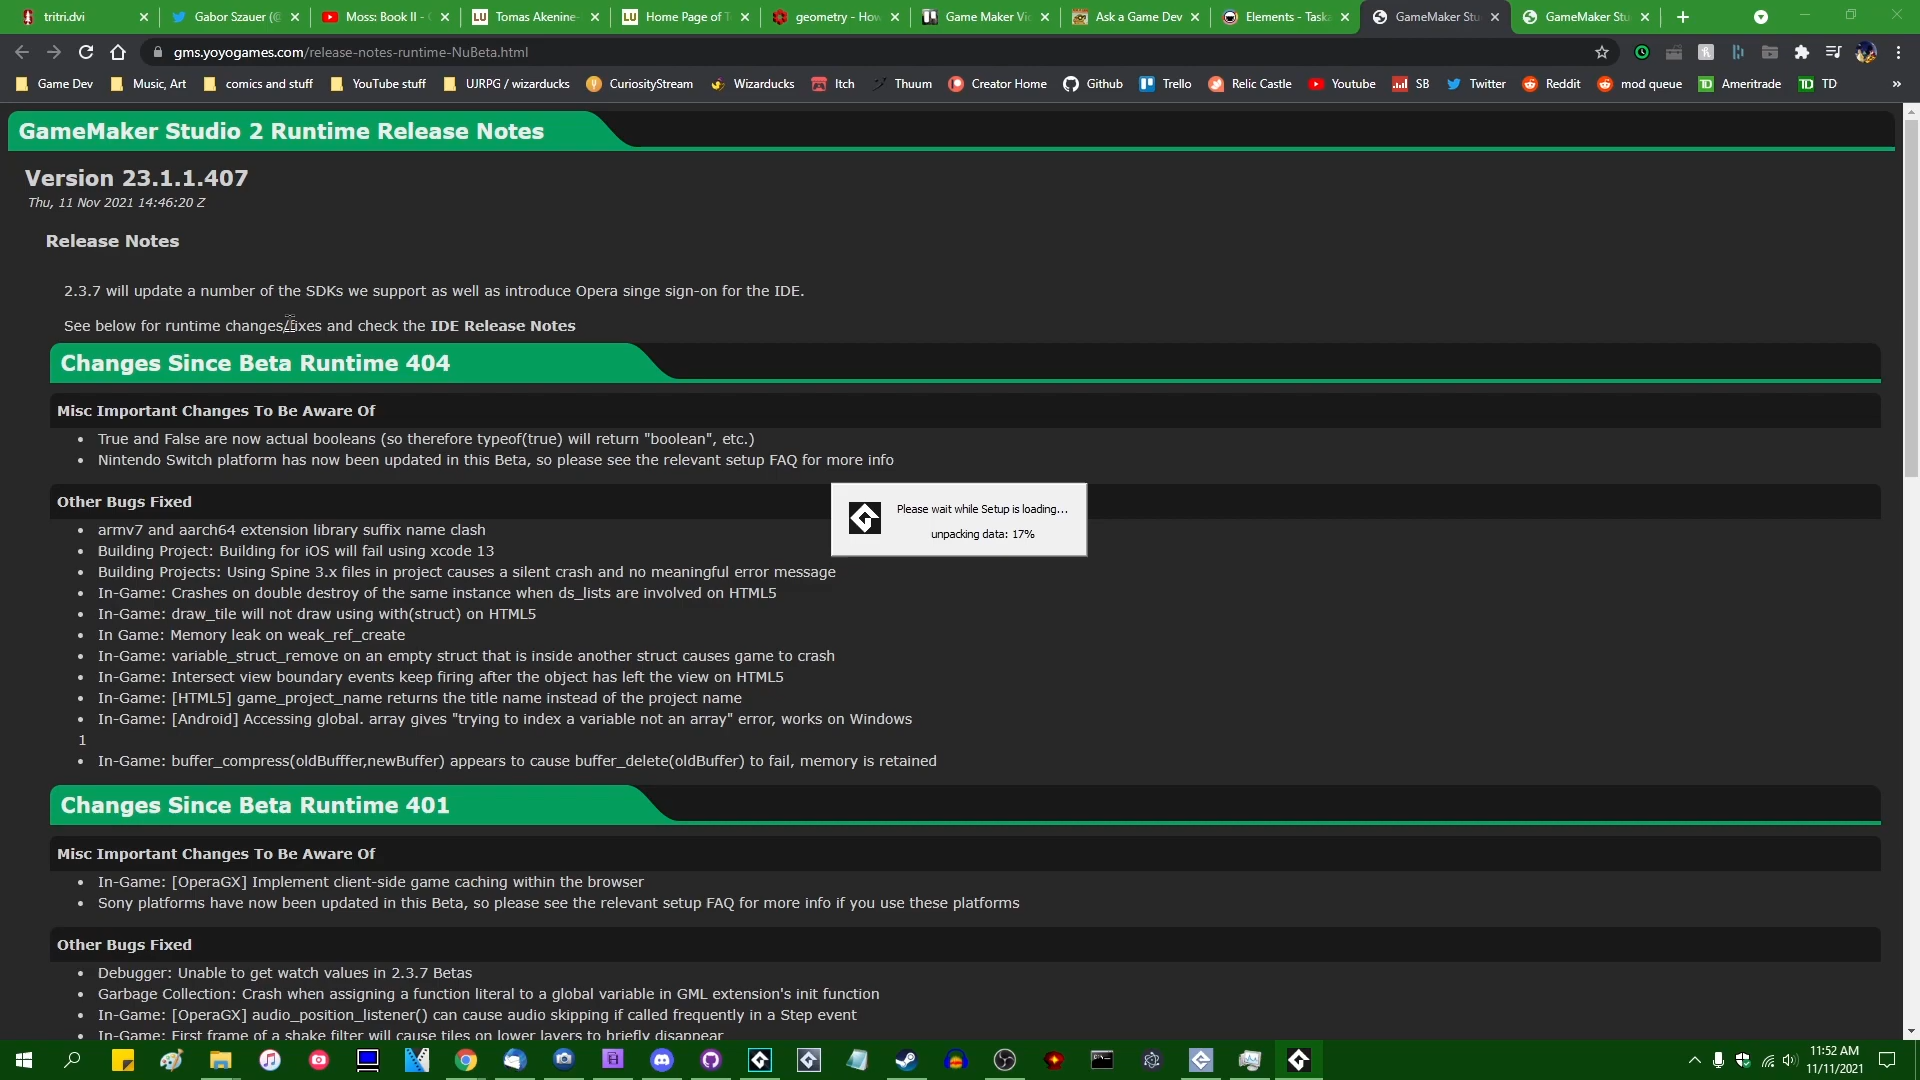 tritri.dvi
Gabor Szauer (@
Moss: Book II -
Tomas Akenine-
Home Page of T
geometry - How
Game Maker Vi
Ask a Game Dev
Elements - Task
GameMaker Stu
GameMaker Stu
gms.yoyogames.com/release-notes-runtime-NuBeta.html
Game Dev
Music, Art
comics and stuff
YouTube stuff
UJRPG / wizarducks
CuriosityStream
Wizarducks
Itch
Thuum
Creator Home
Github
Trello
Relic Castle
Youtube
SB
Twitter
Reddit
mod queue
Ameritrade
TD
GameMaker Studio 2 Runtime Release Notes
Version 23.1.1.407
Thu, 11 Nov 2021 14:46:20 Z
Release Notes
2.3.7 will update a number of the SDKs we support as well as introduce Opera singe sign-on for the IDE.
See below for runtime changes/fixes and check the IDE Release Notes
Changes Since Beta Runtime 404
Misc Important Changes To Be Aware Of
• True and False are now actual booleans (so therefore typeof(true) will return "boolean", etc.)
• Nintendo Switch platform has now been updated in this Beta, so please see the relevant setup FAQ for more info
Other Bugs Fixed
Please wait while Setup is loading...
unpacking data: 17%
• armv7 and aarch64 extension library suffix name clash
• Building Project: Building for iOS will fail using xcode 13
• Building Projects: Using Spine 3.x files in project causes a silent crash and no meaningful error message
• In-Game: Crashes on double destroy of the same instance when ds_lists are involved on HTML5
• In-Game: draw_tile will not draw using with(struct) on HTML5
• In Game: Memory leak on weak_ref_create
• In-Game: variable_struct_remove on an empty struct that is inside another struct causes game to crash
• In-Game: Intersect view boundary events keep firing after the object has left the view on HTML5
• In-Game: [HTML5] game_project_name returns the title name instead of the project name
• In-Game: [Android] Accessing global. array gives "trying to index a variable not an array" error, works on Windows
1
• In-Game: buffer_compress(oldBufffer,newBuffer) appears to cause buffer_delete(oldBuffer) to fail, memory is retained
Changes Since Beta Runtime 401
Misc Important Changes To Be Aware Of
• In-Game: [OperaGX] Implement client-side game caching within the browser
• Sony platforms have now been updated in this Beta, so please see the relevant setup FAQ for more info if you use these platforms
Other Bugs Fixed
• Debugger: Unable to get watch values in 2.3.7 Betas
• Garbage Collection: Crash when assigning a function literal to a global variable in GML extension's init function
• In-Game: [OperaGX] audio_position_listener() can cause audio skipping if called frequently in a Step event
• In-Game: First frame of a shake filter will cause tiles on lower layers to briefly disappear
11:52 AM
11/11/2021